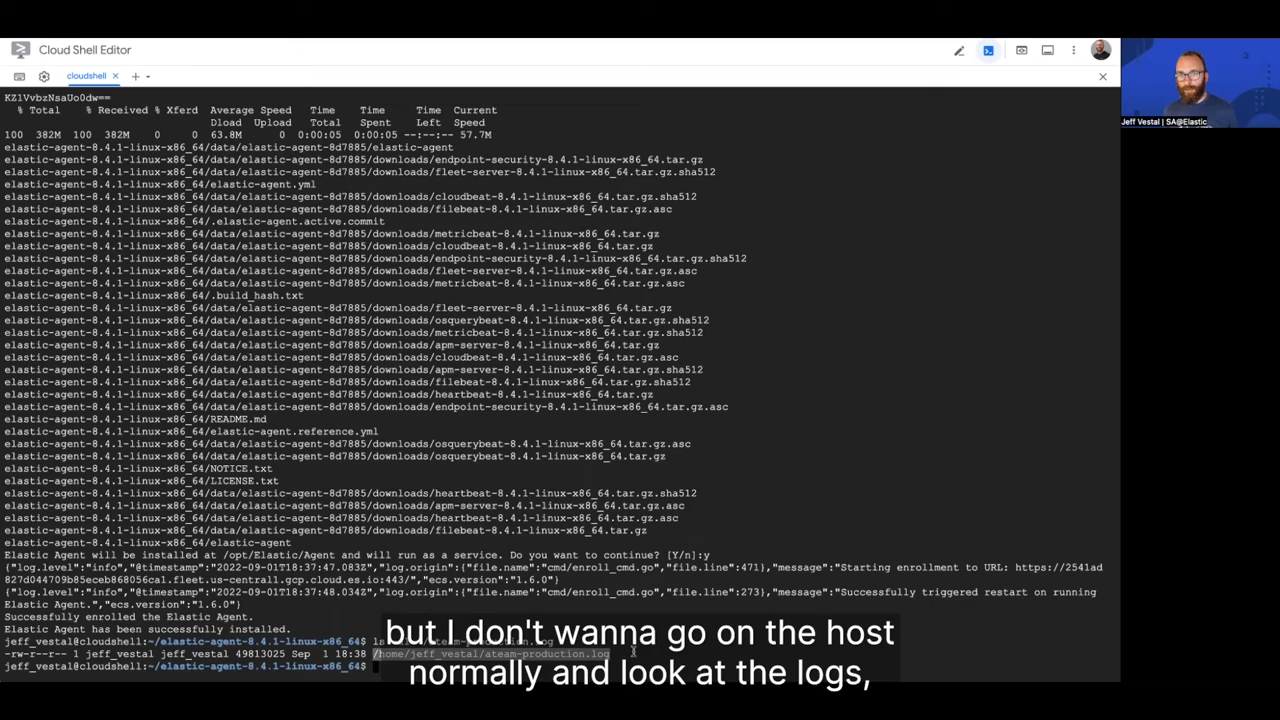 Cloud Shell Editor
cloudshell
KZlVvbzNsaUo0dw==
% Total % Received % Xferd Average Speed Time Time Time Current
Dload Upload Total Spent Left Speed
100 382M 100 382M 0 0 63.8M 0 0:00:05 0:00:05 --:--:-- 57.7M
elastic-agent-8.4.1-linux-x86_64/data/elastic-agent-8d7885/elastic-agent
elastic-agent-8.4.1-linux-x86_64/data/elastic-agent-8d7885/downloads/endpoint-security-8.4.1-linux-x86_64.tar.gz
elastic-agent-8.4.1-linux-x86_64/data/elastic-agent-8d7885/downloads/fleet-server-8.4.1-linux-x86_64.tar.gz.sha512
elastic-agent-8.4.1-linux-x86_64/elastic-agent.yml
elastic-agent-8.4.1-linux-x86_64/data/elastic-agent-8d7885/downloads/cloudbeat-8.4.1-linux-x86_64.tar.gz.sha512
elastic-agent-8.4.1-linux-x86_64/data/elastic-agent-8d7885/downloads/filebeat-8.4.1-linux-x86_64.tar.gz.asc
elastic-agent-8.4.1-linux-x86_64/.elastic-agent.active.commit
elastic-agent-8.4.1-linux-x86_64/data/elastic-agent-8d7885/downloads/metricbeat-8.4.1-linux-x86_64.tar.gz
elastic-agent-8.4.1-linux-x86_64/data/elastic-agent-8d7885/downloads/cloudbeat-8.4.1-linux-x86_64.tar.gz
elastic-agent-8.4.1-linux-x86_64/data/elastic-agent-8d7885/downloads/endpoint-security-8.4.1-linux-x86_64.tar.gz.sha512
elastic-agent-8.4.1-linux-x86_64/data/elastic-agent-8d7885/downloads/fleet-server-8.4.1-linux-x86_64.tar.gz.asc
elastic-agent-8.4.1-linux-x86_64/data/elastic-agent-8d7885/downloads/metricbeat-8.4.1-linux-x86_64.tar.gz.asc
elastic-agent-8.4.1-linux-x86_64/.build_hash.txt
elastic-agent-8.4.1-linux-x86_64/data/elastic-agent-8d7885/downloads/fleet-server-8.4.1-linux-x86_64.tar.gz
elastic-agent-8.4.1-linux-x86_64/data/elastic-agent-8d7885/downloads/osquerybeat-8.4.1-linux-x86_64.tar.gz.sha512
elastic-agent-8.4.1-linux-x86_64/data/elastic-agent-8d7885/downloads/metricbeat-8.4.1-linux-x86_64.tar.gz.sha512
elastic-agent-8.4.1-linux-x86_64/data/elastic-agent-8d7885/downloads/apm-server-8.4.1-linux-x86_64.tar.gz
elastic-agent-8.4.1-linux-x86_64/data/elastic-agent-8d7885/downloads/cloudbeat-8.4.1-linux-x86_64.tar.gz.asc
elastic-agent-8.4.1-linux-x86_64/data/elastic-agent-8d7885/downloads/apm-server-8.4.1-linux-x86_64.tar.gz.sha512
elastic-agent-8.4.1-linux-x86_64/data/elastic-agent-8d7885/downloads/filebeat-8.4.1-linux-x86_64.tar.gz.sha512
elastic-agent-8.4.1-linux-x86_64/data/elastic-agent-8d7885/downloads/heartbeat-8.4.1-linux-x86_64.tar.gz
elastic-agent-8.4.1-linux-x86_64/data/elastic-agent-8d7885/downloads/endpoint-security-8.4.1-linux-x86_64.tar.gz.asc
elastic-agent-8.4.1-linux-x86_64/README.md
elastic-agent-8.4.1-linux-x86_64/elastic-agent.reference.yml
elastic-agent-8.4.1-linux-x86_64/data/elastic-agent-8d7885/downloads/osquerybeat-8.4.1-linux-x86_64.tar.gz.asc
elastic-agent-8.4.1-linux-x86_64/data/elastic-agent-8d7885/downloads/osquerybeat-8.4.1-linux-x86_64.tar.gz
elastic-agent-8.4.1-linux-x86_64/NOTICE.txt
elastic-agent-8.4.1-linux-x86_64/LICENSE.txt
elastic-agent-8.4.1-linux-x86_64/data/elastic-agent-8d7885/downloads/heartbeat-8.4.1-linux-x86_64.tar.gz.sha512
elastic-agent-8.4.1-linux-x86_64/data/elastic-agent-8d7885/downloads/apm-server-8.4.1-linux-x86_64.tar.gz.asc
elastic-agent-8.4.1-linux-x86_64/data/elastic-agent-8d7885/downloads/heartbeat-8.4.1-linux-x86_64.tar.gz.asc
elastic-agent-8.4.1-linux-x86_64/data/elastic-agent-8d7885/downloads/filebeat-8.4.1-linux-x86_64.tar.gz
elastic-agent-8.4.1-linux-x86_64/elastic-agent
Elastic Agent will be installed at /opt/Elastic/Agent and will run as a service. Do you want to continue? [Y/n]:y
{"log.level":"info","@timestamp":"2022-09-01T18:37:47.083Z","log.origin":{"file.name":"cmd/enroll_cmd.go","file.line":471},"message":"Starting enrollment to URL: https://2541ad
827d044709b85eceb868056ca1.fleet.us-central1.gcp.cloud.es.io:443/","ecs.version":"1.6.0"}
{"log.level":"info","@timestamp":"2022-09-01T18:37:48.034Z","log.origin":{"file.name":"cmd/enroll_cmd.go","file.line":273},"message":"Successfully triggered restart on running
Elastic Agent.","ecs.version":"1.6.0"}
Successfully enrolled the Elastic Agent.
Elastic Agent has been successfully installed.
jeff_vestal@cloudshell:~/elastic-agent-8.4.1-linux-x86_64$
-rw-r--r-- 1 jeff_vestal jeff_vestal 49813025 Sep 1 18:38 /home/jeff_vestal/ateam-production.log
jeff_vestal@cloudshell:~/elastic-agent-8.4.1-linux-x86_64$
but I don't wanna go on the host
normally and look at the logs,
Jeff Vestal | SA@Elastic